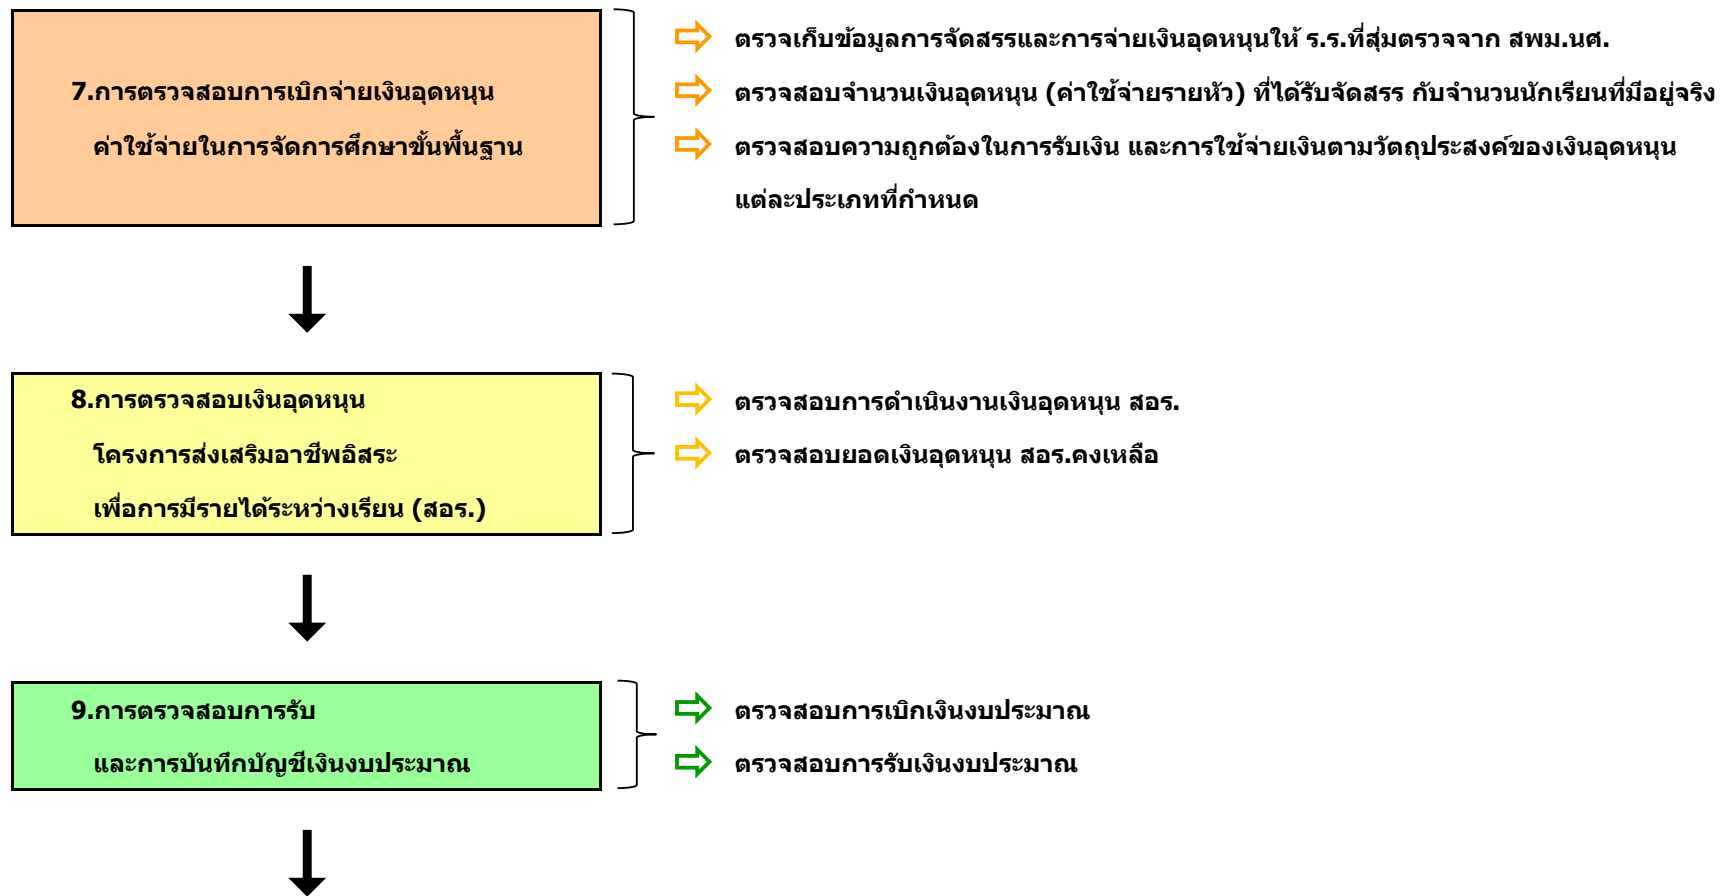 7.การตรวจสอบการเบิกจ่ายเงินอุดหนุน
ค่าใช้จ่ายในการจัดการศึกษาขั้นพื้นฐาน
ตรวจเก็บข้อมูลการจัดสรรและการจ่ายเงินอุดหนุนให้ ร.ร.ที่สุ่มตรวจจาก สพม.นศ.
ตรวจสอบจำนวนเงินอุดหนุน (ค่าใช้จ่ายรายหัว) ที่ได้รับจัดสรร กับจำนวนนักเรียนที่มีอยู่จริง
ตรวจสอบความถูกต้องในการรับเงิน และการใช้จ่ายเงินตามวัตถุประสงค์ของเงินอุดหนุน
แต่ละประเภทที่กำหนด
8.การตรวจสอบเงินอุดหนุน
โครงการส่งเสริมอาชีพอิสระ
เพื่อการมีรายได้ระหว่างเรียน (สอร.)
ตรวจสอบการดำเนินงานเงินอุดหนุน สอร.
ตรวจสอบยอดเงินอุดหนุน สอร.คงเหลือ
9.การตรวจสอบการรับ
และการบันทึกบัญชีเงินงบประมาณ
ตรวจสอบการเบิกเงินงบประมาณ
ตรวจสอบการรับเงินงบประมาณ